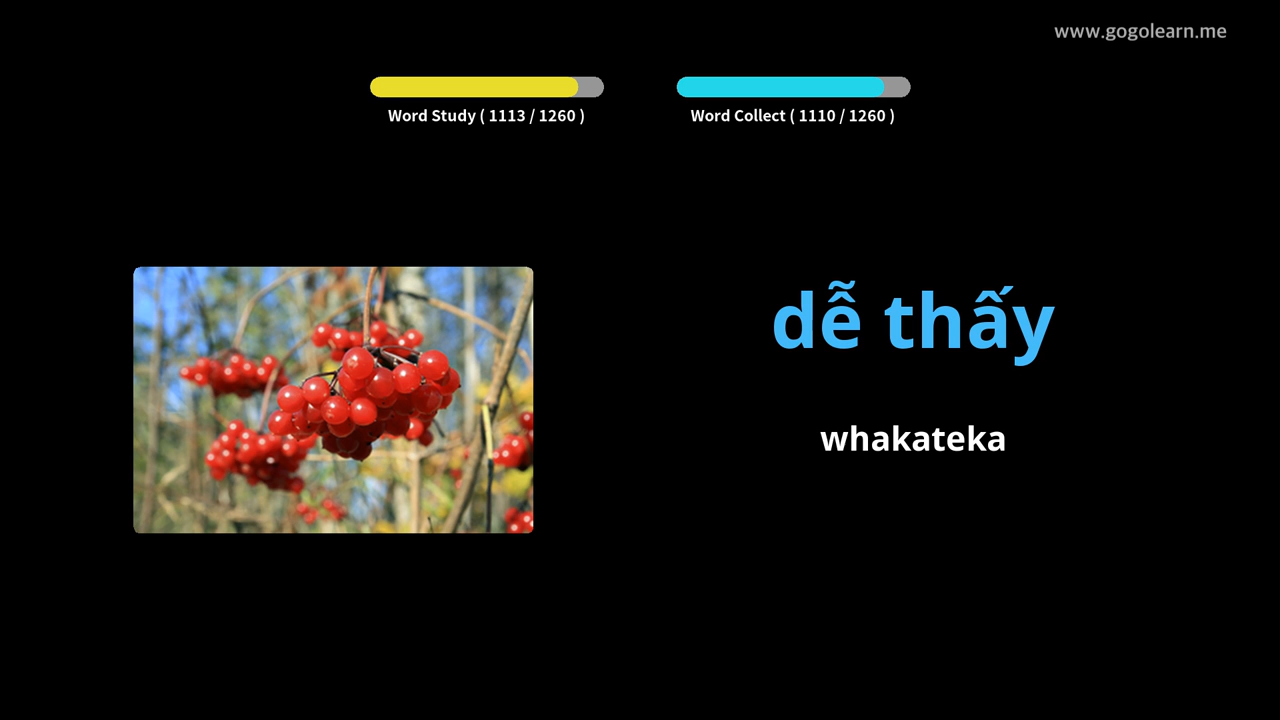 www.gogolearn.me
Word Study ( 1113 / 1260 )
Word Collect ( 1110 / 1260 )
dễ thấy
whakateka